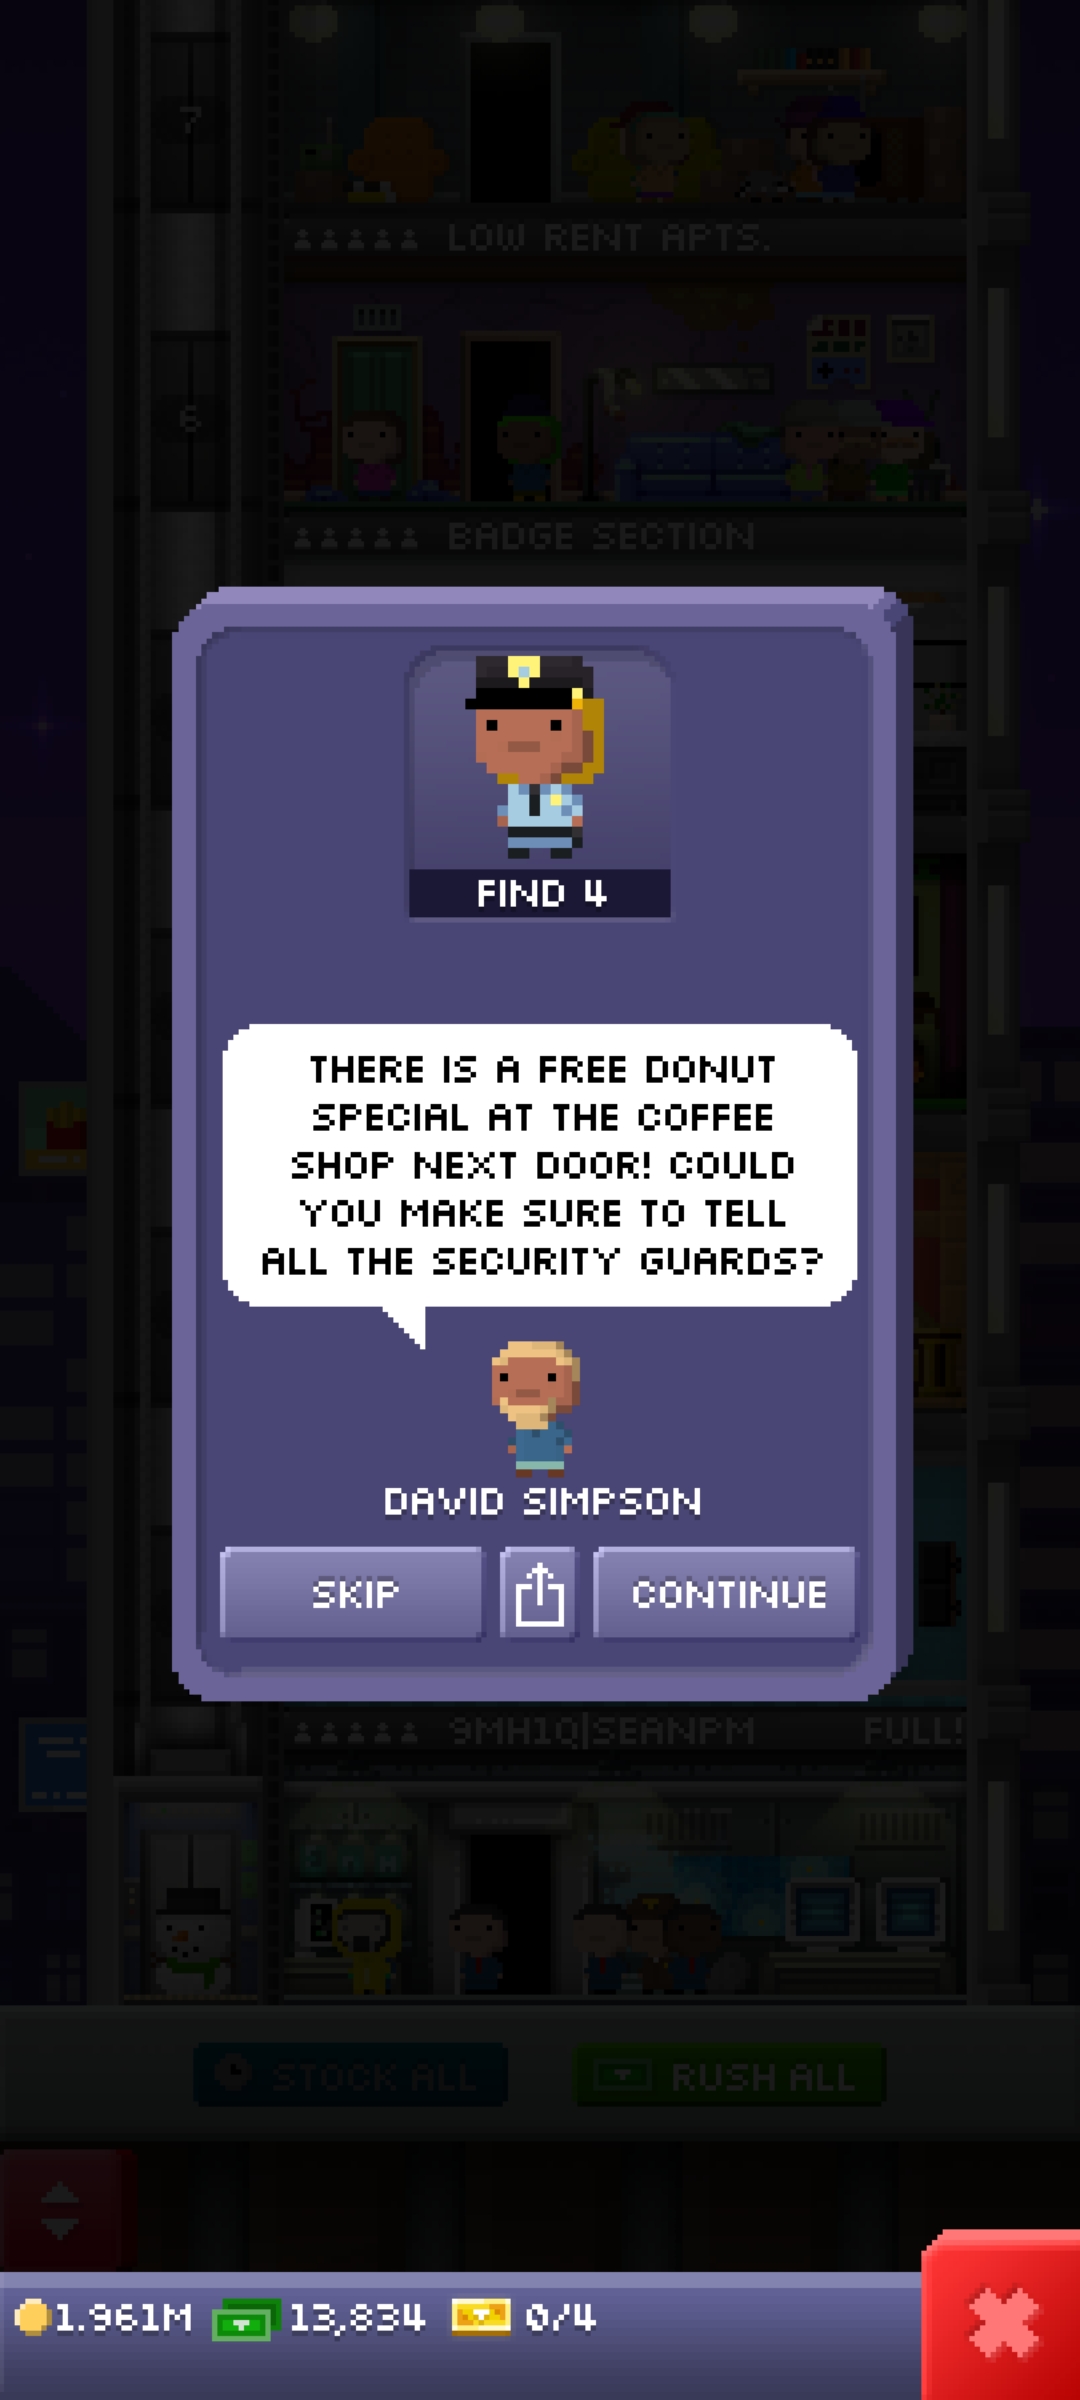 7
LOW RENT APTS.
6
BADGE SECTION
FIND 4
THERE IS A FREE DONUT
SPECIAL AT THE COFFEE
SHOP NEXT DOOR! COULD
YOU MAKE SURE TO TELL
ALL THE SECURITY GUARDS?
DAVID SIMPSON
SKIP
CONTINUE
9MH1Q|SEANPM FULL!
STOCK ALL
RUSH ALL
1.961M
13,834
0/4